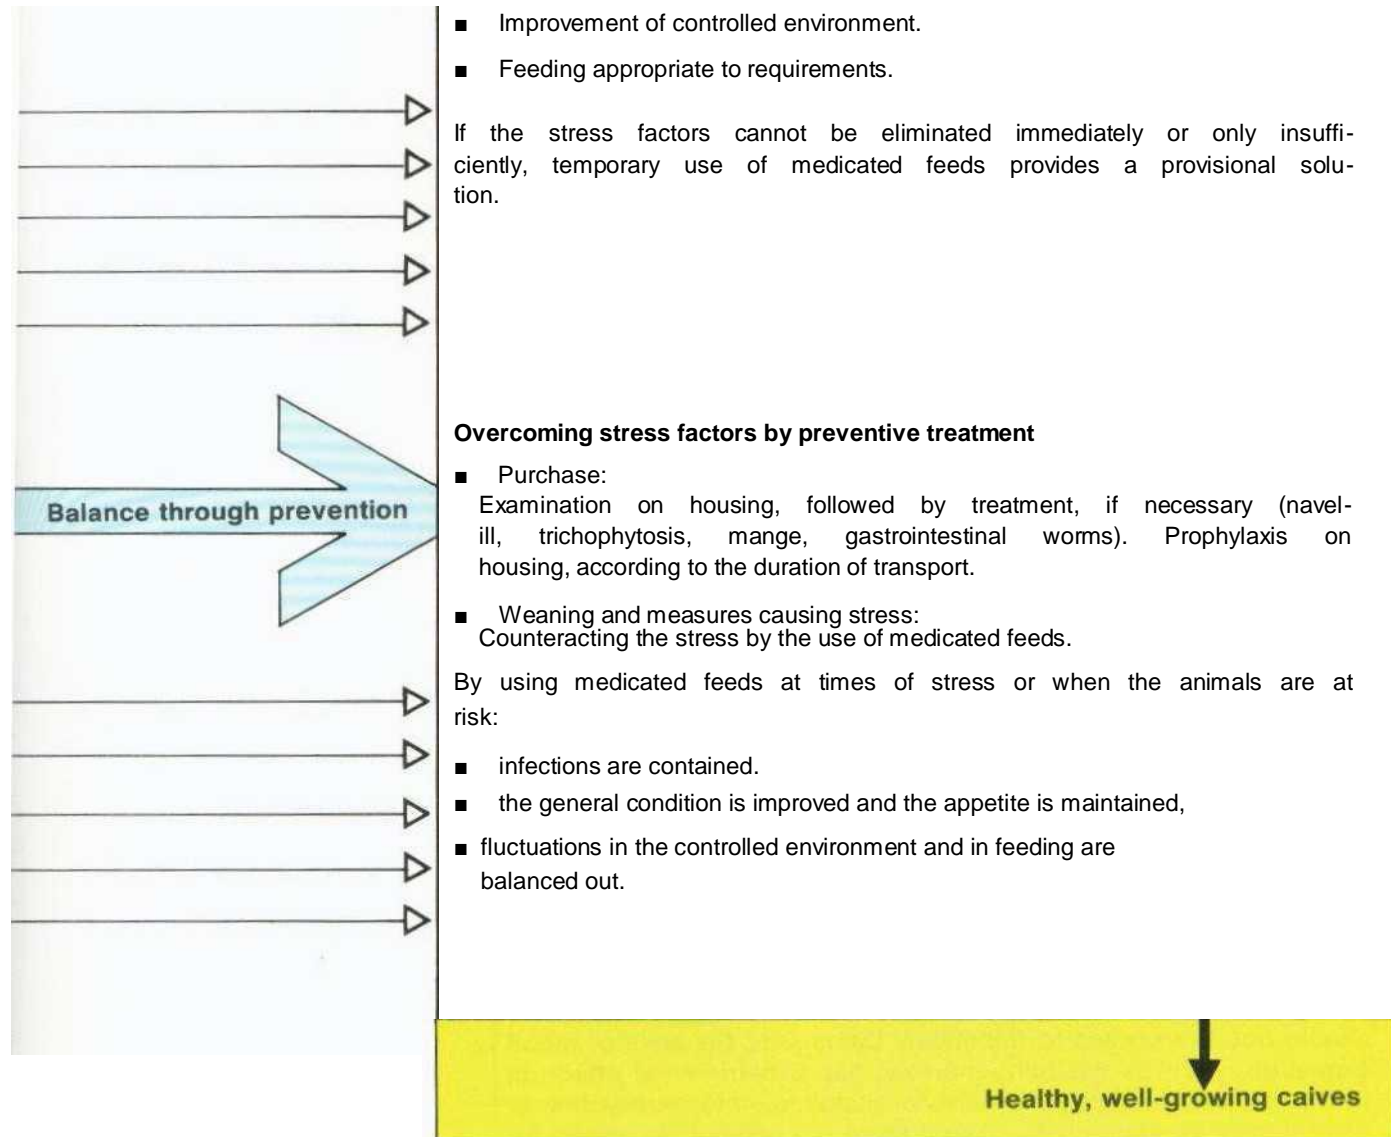 ■ Improvement of controlled environment.
■ Feeding appropriate to requirements.
If the stress factors cannot be eliminated immediately or only insuffi-
ciently, temporary use of medicated feeds provides a provisional solu-
tion.
Overcoming stress factors by preventive treatment
■ Purchase:
Examination on housing, followed by treatment, if necessary (navel-
ill, trichophytosis, mange, gastrointestinal worms). Prophylaxis on
housing, according to the duration of transport.
Balance through prevention
■ Weaning and measures causing stress:
Counteracting the stress by the use of medicated feeds.
By using medicated feeds at times of stress or when the animals are at
risk:
■ infections are contained.
■ the general condition is improved and the appetite is maintained,
■ fluctuations in the controlled environment and in feeding are
balanced out.
Healthy, well-growing caives